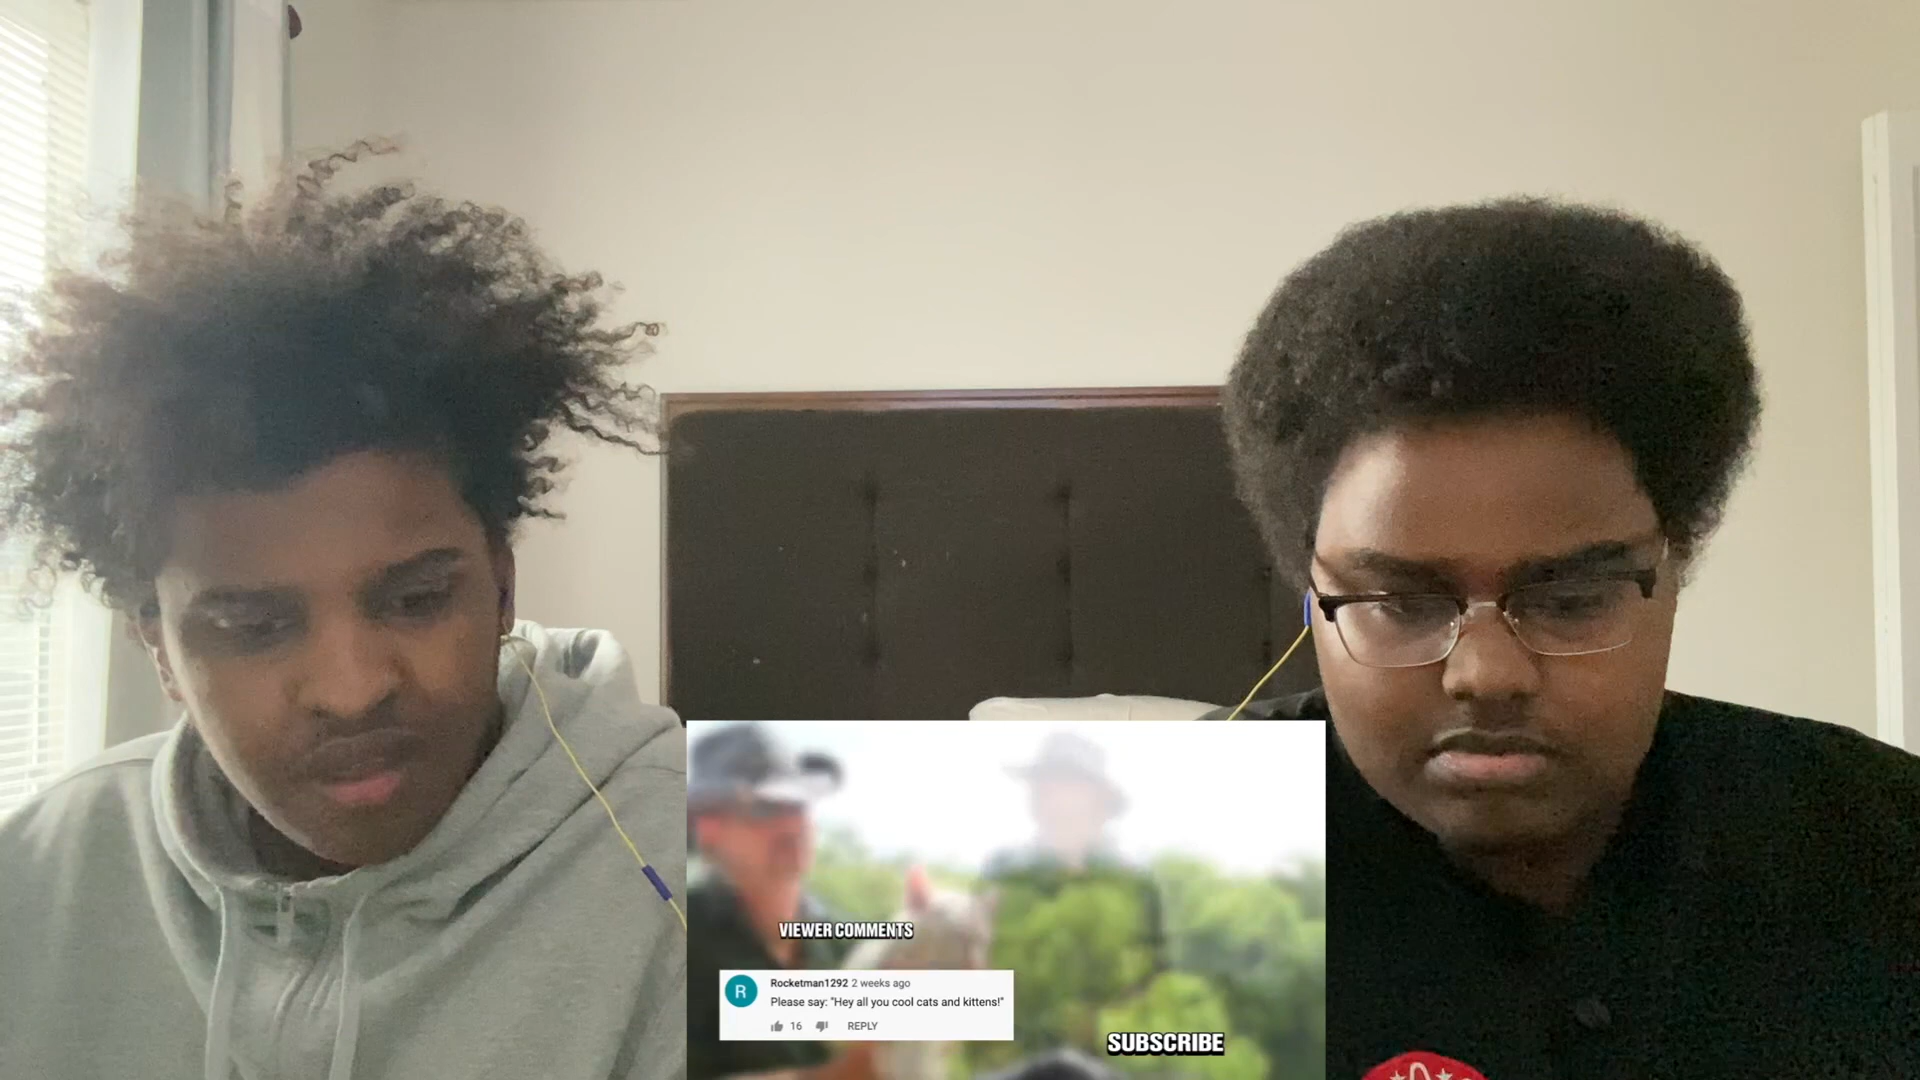 VIEWER COMMENTS
R
Rocketman1292 2 weeks ago
Please say: "Hey all you cool cats and kittens!"
16 REPLY
SUBSCRIBE